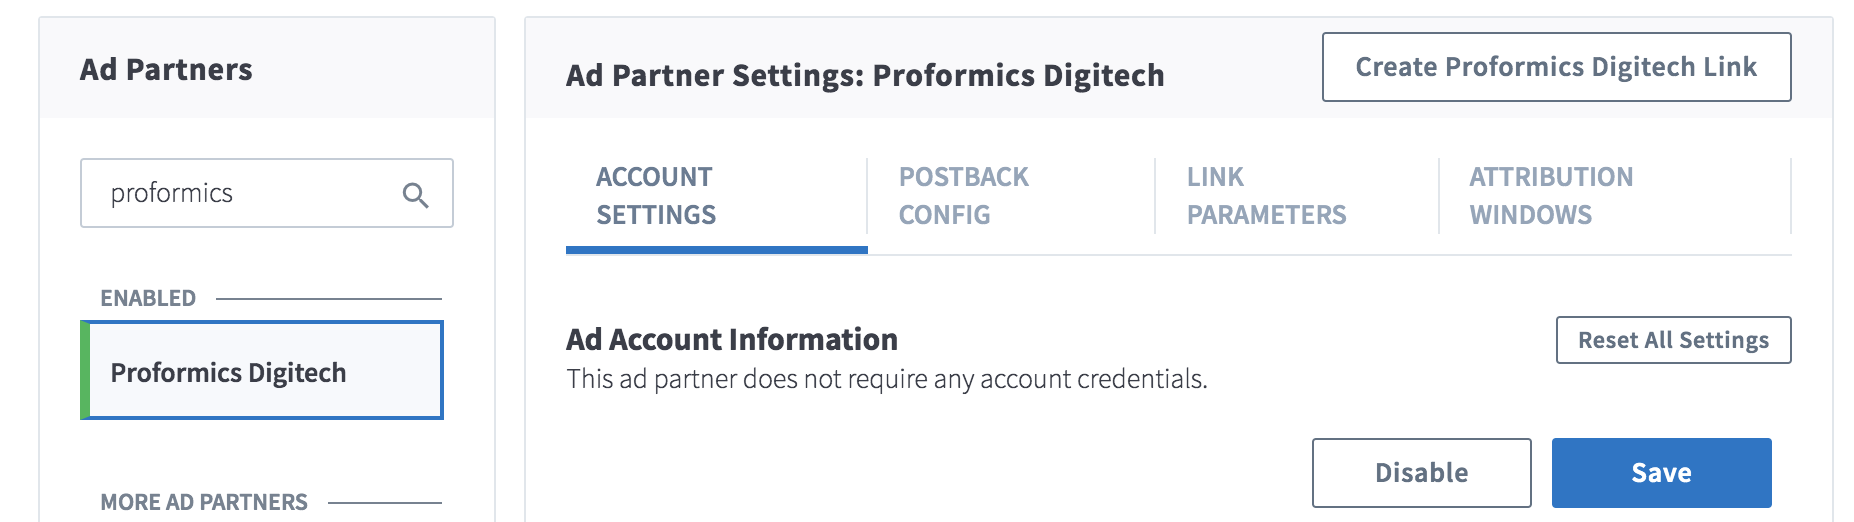 Ad Partners
proformics
ENABLED
Proformics Digitech
MORE AD PARTNERS
Ad Partner Settings: Proformics Digitech
Create Proformics Digitech Link
ACCOUNT
SETTINGS
POSTBACK
CONFIG
LINK
PARAMETERS
ATTRIBUTION
WINDOWS
Ad Account Information
Reset All Settings
This ad partner does not require any account credentials.
Disable
Save